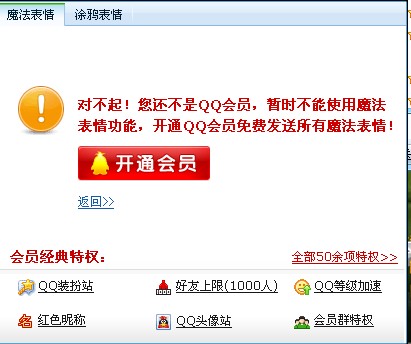 魔法表情 涂鸦表情
对不起！您还不是QQ会员，暂时不能使用魔法
表情功能，开通QQ会员免费发送所有魔法表情！
开通会员
返回>>
会员经典特权： 全部50余项特权>>
QQ装扮站 好友上限(1000人) QQ等级加速
红色昵称 QQ头像站 会员群特权